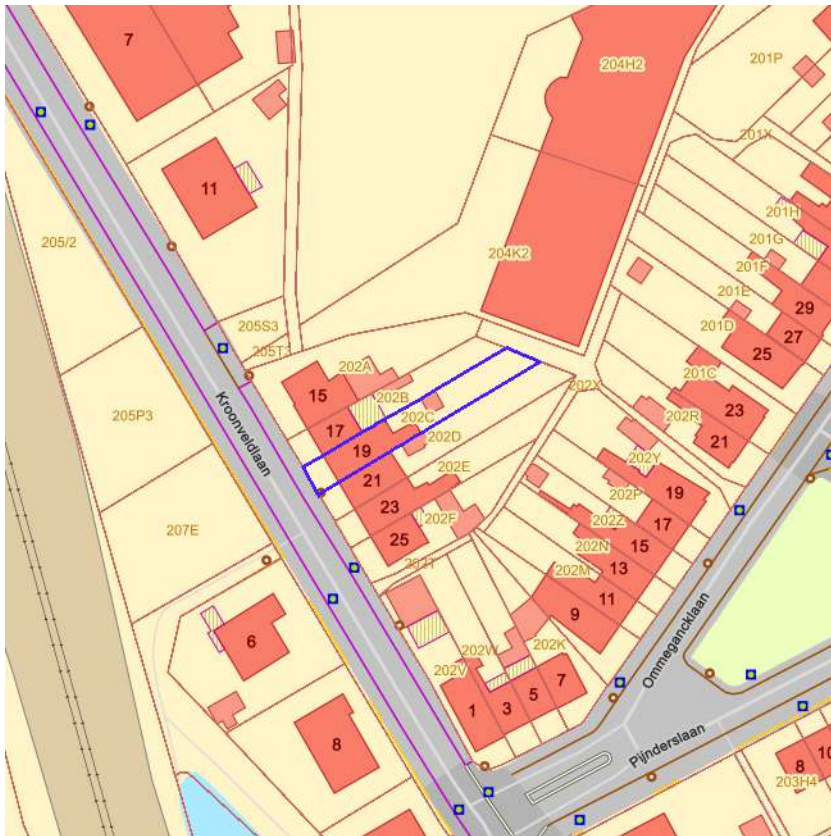 7
204H2
201P
201X
11
205/2
201H
201G
204K2
201F
201E
29
201D
27
25
205S3
205T3
202A
202X
201C
15
202B
23
205P3
Kroonveldlaan
17
202C
202R
21
19
202D
202Y
21
202E
19
202P
23
17
207E
202F
202Z
15
25
202N
13
202T
202M
11
9
6
202W
202K
202V
7
Ommegancklaan
5
1
3
8
Pijnderslaan
8
10
203H4